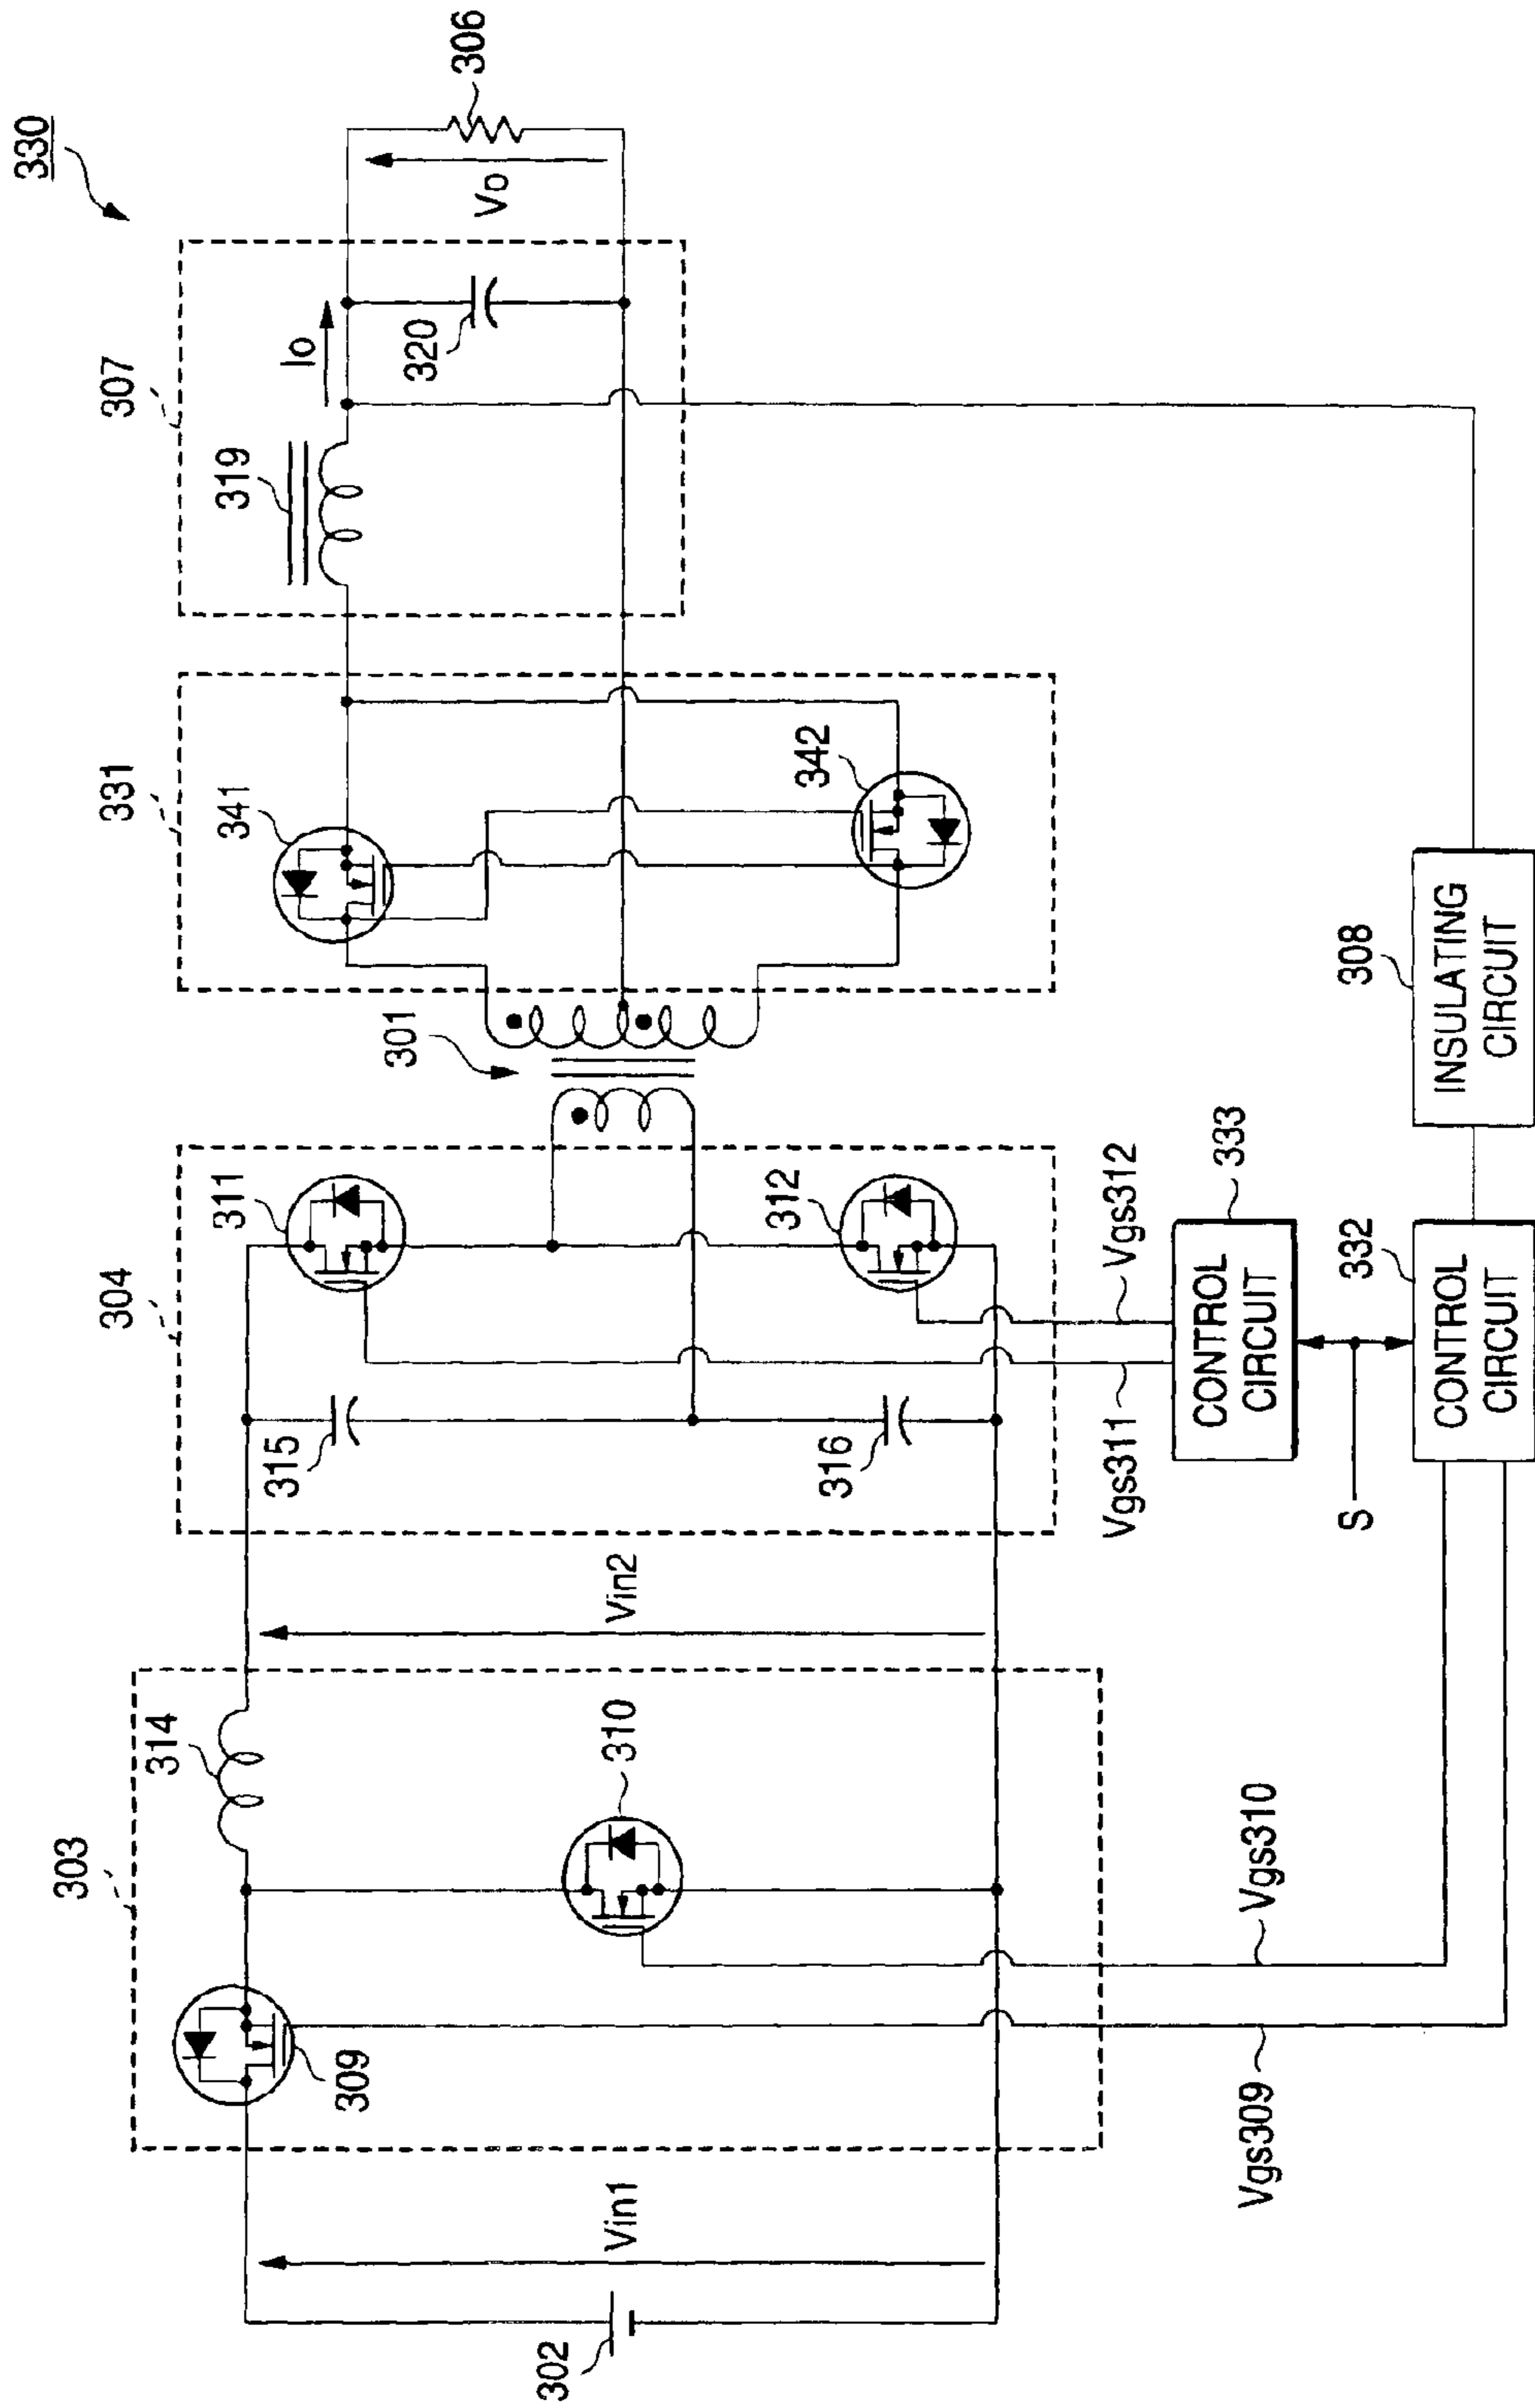 330
303
304
331
307
314
309
310
302
Vin1
Vin2
315
316
311
312
301
341
342
319
Io
320
Vo
306
Vgs309
Vgs310
Vgs311
Vgs312
333
CONTROL
CIRCUIT
S
332
CONTROL
CIRCUIT
308
INSULATING
CIRCUIT